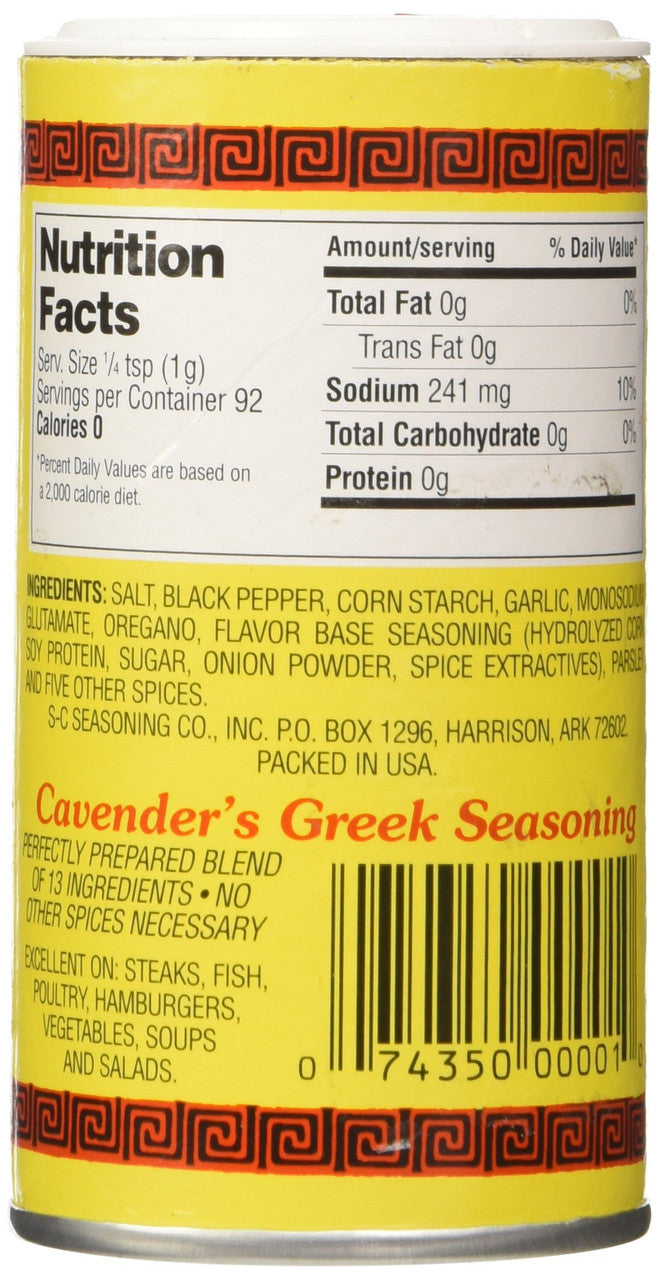 Nutrition
Facts
Serv. Size 1/4 tsp (1g)
Servings per Container 92
Calories 0
*Percent Daily Values are based on
a 2,000 calorie diet.
Amount/serving % Daily Value*
Total Fat 0g 0%
Trans Fat 0g
Sodium 241 mg 10%
Total Carbohydrate 0g 0%
Protein 0g
INGREDIENTS: SALT, BLACK PEPPER, CORN STARCH, GARLIC, MONOSODIUM
GLUTAMATE, OREGANO, FLAVOR BASE SEASONING (HYDROLYZED CORN
SOY PROTEIN, SUGAR, ONION POWDER, SPICE EXTRACTIVES), PARSLEY
AND FIVE OTHER SPICES.
S-C SEASONING CO., INC. P.O. BOX 1296, HARRISON, ARK 72602.
PACKED IN USA.
Cavender's Greek Seasoning
PERFECTLY PREPARED BLEND
OF 13 INGREDIENTS • NO
OTHER SPICES NECESSARY
EXCELLENT ON: STEAKS, FISH,
POULTRY, HAMBURGERS,
VEGETABLES, SOUPS
AND SALADS.
0 74350 00001